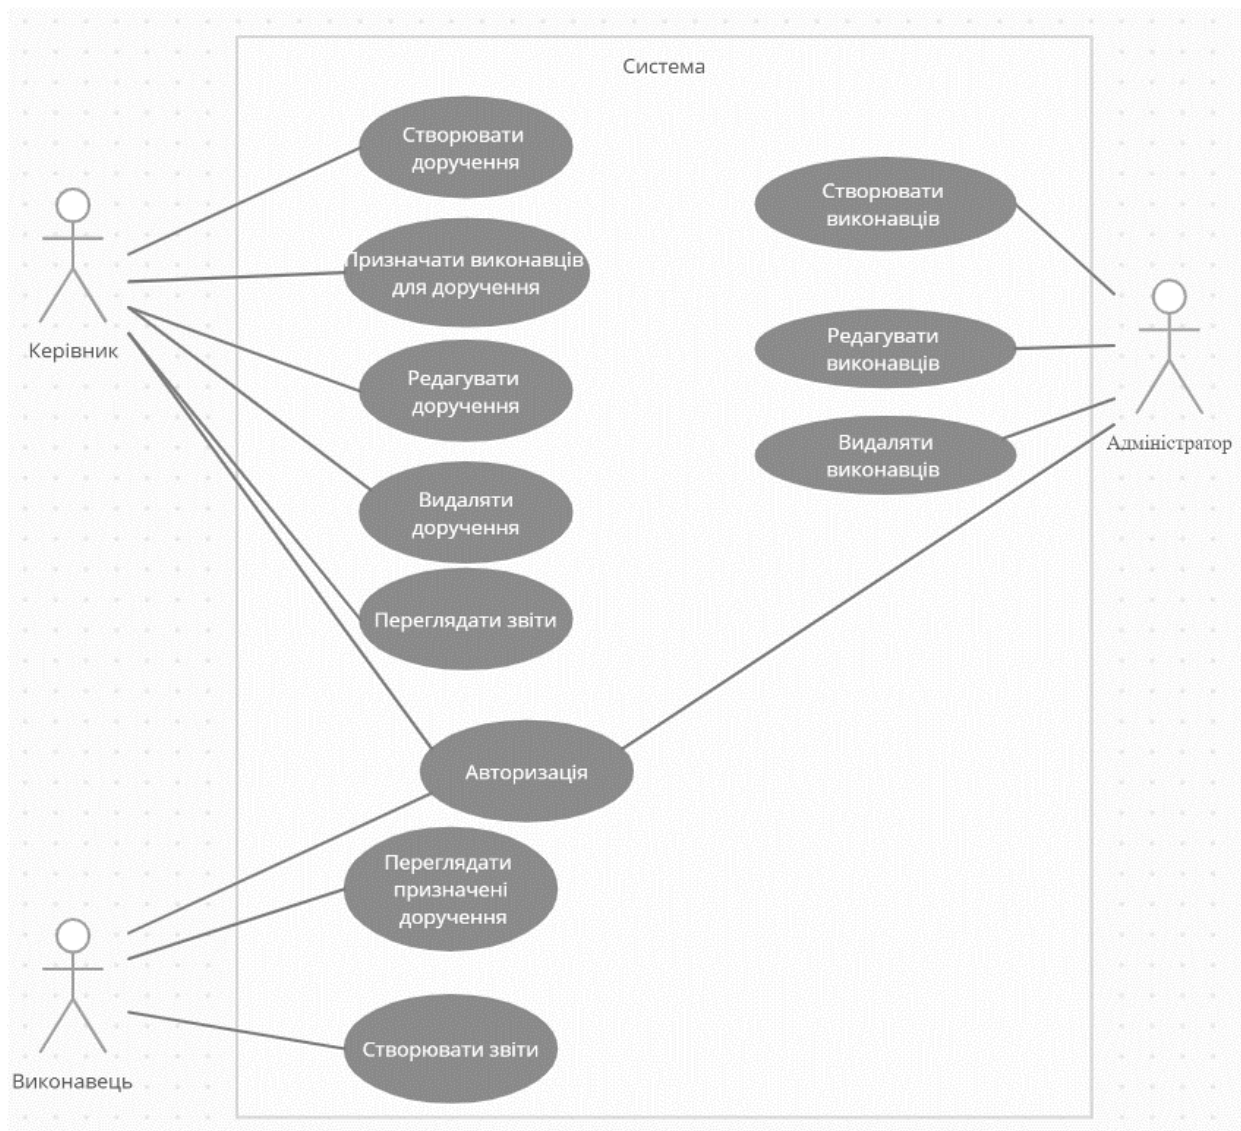 Система
Створювати
доручення
Призначати виконавців
для доручення
Редагувати
доручення
Видаляти
доручення
Переглядати звіти
Авторизація
Переглядати
призначені
доручення
Створювати звіти
Створювати
виконавців
Редагувати
виконавців
Видаляти
виконавців
Керівник
Адміністратор
Виконавець